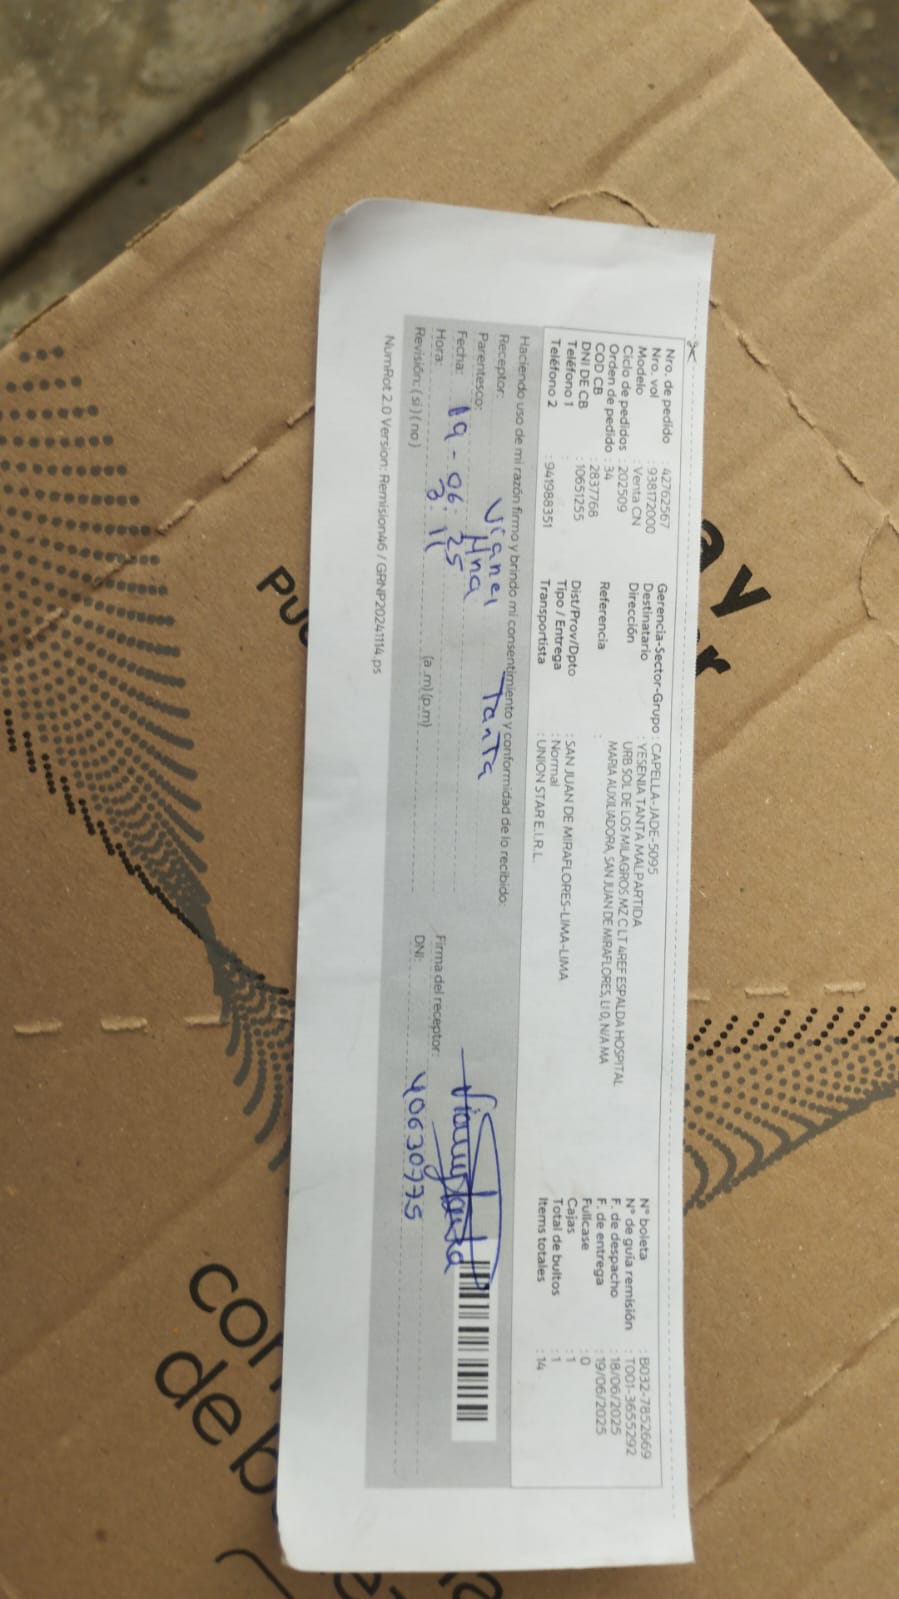 Nro. de pedido : 42762567
Nro. vol : 938172000
Modelo : Venta CN
Ciclo de pedidos : 202509
Orden de pedido : 34
COD CB : 2837768
DNI DE CB : 10651255
Teléfono 1 :
Teléfono 2 : 941988351
Gerencia-Sector-Grupo : CAPELLA-JADE-5095
Destinatario : YESENIA TANTA MALPARTIDA
Dirección : URB SOL DE LOS MILAGROS MZ C LT 4REF ESPALDA HOSPITAL
MARIA AUXILIADORA, SAN JUAN DE MIRAFLORES, LI 0, N/A MA
Referencia :
Dist/Prov/Dpto : SAN JUAN DE MIRAFLORES-LIMA-LIMA
Tipo / Entrega : Normal
Transportista : UNION STAR E.I.R.L
N° boleta : B032-7852669
N° de guía remisión : T001-3655292
F. de despacho : 18/06/2025
F. de entrega : 19/06/2025
Fullcase : 0
Cajas : 1
Total de bultos : 1
Items totales : 14
Haciendo uso de mi razón firmo y brindo mi consentimiento y conformidad de lo recibido:
Receptor: Vianei Tanta
Parentesco: Hna
Fecha: 19-06-25
Hora: 3:11 (a.m) (p.m)
Revisión: ( si ) ( no )
Firma del receptor:
DNI: 40630775
NumRot 2.0 Version: Remision46 / GRNP20241114.ps
con
de b